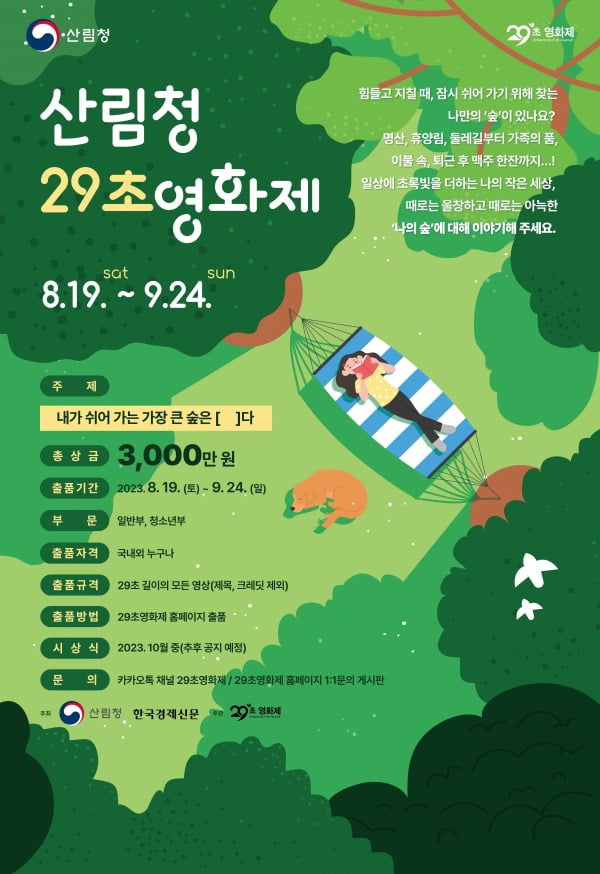 산림청
29초영화제
힘들고 지칠 때, 잠시 쉬어 가기 위해 찾는
나만의 '숲'이 있나요?
명산, 휴양림, 둘레길부터 가족의 품,
이불 속, 퇴근 후 맥주 한잔까지...!
일상에 초록빛을 더하는 나의 작은 세상,
때로는 울창하고 때로는 아늑한
'나의 숲'에 대해 이야기해 주세요.
산림청
29초영화제
sat sun
8.19. ~ 9.24.
주 제
내가 쉬어 가는 가장 큰 숲은 [ ]다
총 상 금 3,000만 원
출품기간 2023. 8. 19. (토) ~ 9. 24. (일)
부 문 일반부, 청소년부
출품자격 국내외 누구나
출품규격 29초 길이의 모든 영상(제목, 크레딧 제외)
출품방법 29초영화제 홈페이지 출품
시 상 식 2023. 10월 중(추후 공지 예정)
문 의 카카오톡 채널 29초영화제 / 29초영화제 홈페이지 1:1문의 게시판
주최 산림청 한국경제신문 주관 29초 영화제